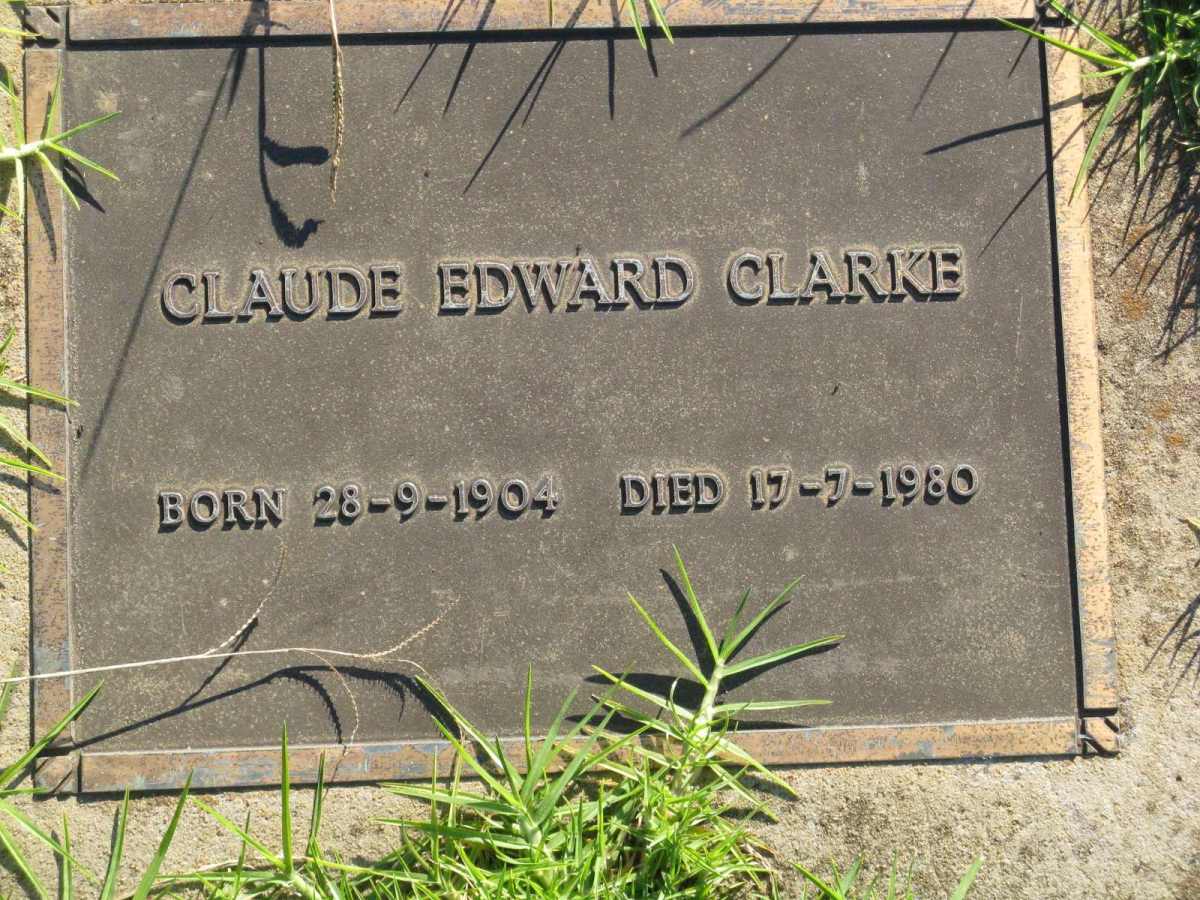 CLAUDE EDWARD CLARKE
BORN 28-9-1904 DIED 17-7-1980